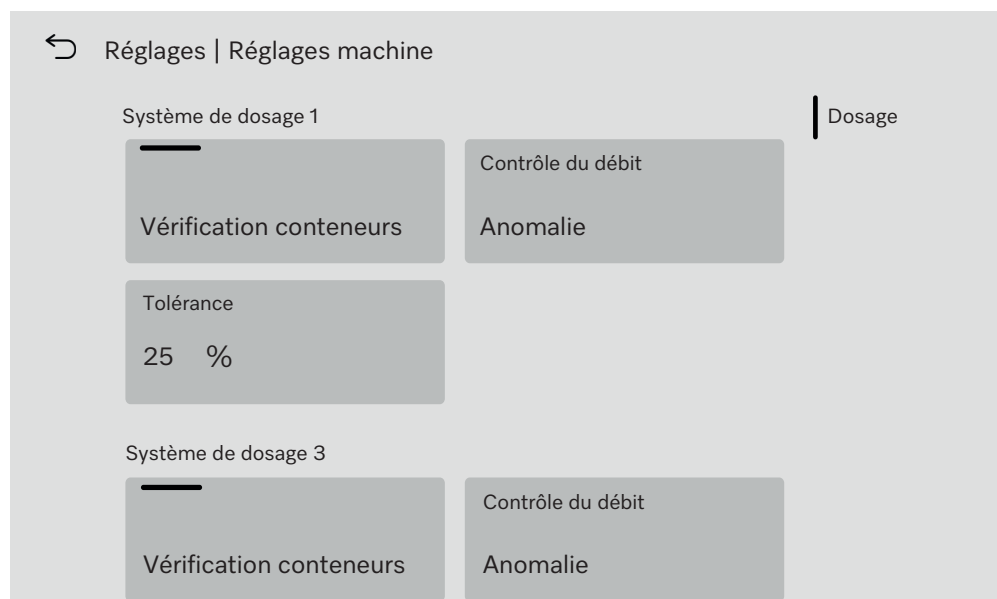 Réglages | Réglages machine
Système de dosage 1
Dosage
Contrôle du débit
Vérification conteneurs
Anomalie
Tolérance
25 %
Système de dosage 3
Contrôle du débit
Vérification conteneurs
Anomalie